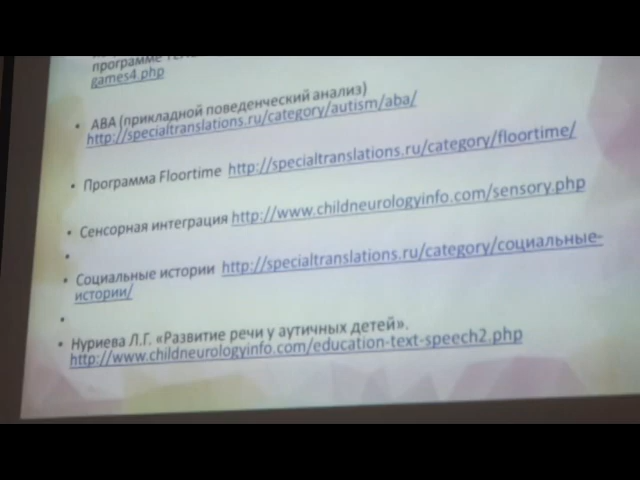 программе
games4.php
• АВА (прикладной поведенческий анализ)
http://specialtranslations.ru/category/autism/aba/
• Программа Floortime http://specialtranslations.ru/category/floortime/
• Сенсорная интеграция http://www.childneurologyinfo.com/sensory.php
•
• Социальные истории http://specialtranslations.ru/category/социальные-
истории/
•
• Нуриева Л.Г. «Развитие речи у аутичных детей».
http://www.childneurologyinfo.com/education-text-speech2.php